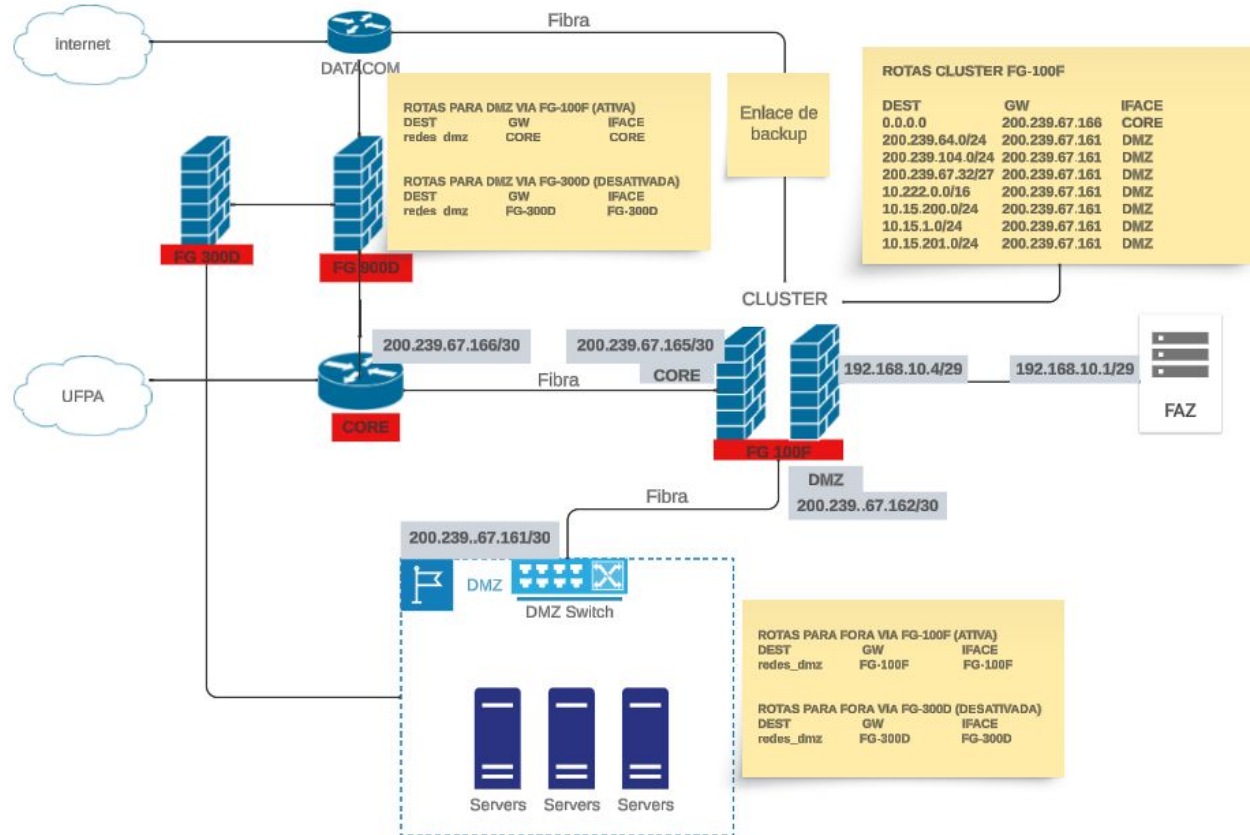 Fibra
internet
DATACOM
ROTAS PARA DMZ VIA FG-100F (ATIVA)
DEST GW IFACE
redes_dmz CORE CORE
ROTAS PARA DMZ VIA FG-300D (DESATIVADA)
DEST GW IFACE
redes_dmz FG-300D FG-300D
Enlace de
backup
ROTAS CLUSTER FG-100F
DEST GW IFACE
0.0.0.0 200.239.67.166 CORE
200.239.64.0/24 200.239.67.161 DMZ
200.239.104.0/24 200.239.67.161 DMZ
200.239.67.32/27 200.239.67.161 DMZ
10.222.0.0/16 200.239.67.161 DMZ
10.15.200.0/24 200.239.67.161 DMZ
10.15.1.0/24 200.239.67.161 DMZ
10.15.201.0/24 200.239.67.161 DMZ
FG 300D
FG 900D
CLUSTER
200.239.67.166/30
200.239.67.165/30
CORE
UFPA
Fibra
CORE
192.168.10.4/29
192.168.10.1/29
FAZ
FG 100F
DMZ
200.239..67.162/30
Fibra
200.239..67.161/30
DMZ
DMZ Switch
Servers
Servers
Servers
ROTAS PARA FORA VIA FG-100F (ATIVA)
DEST GW IFACE
redes_dmz FG-100F FG-100F
ROTAS PARA FORA VIA FG-300D (DESATIVADA)
DEST GW IFACE
redes_dmz FG-300D FG-300D